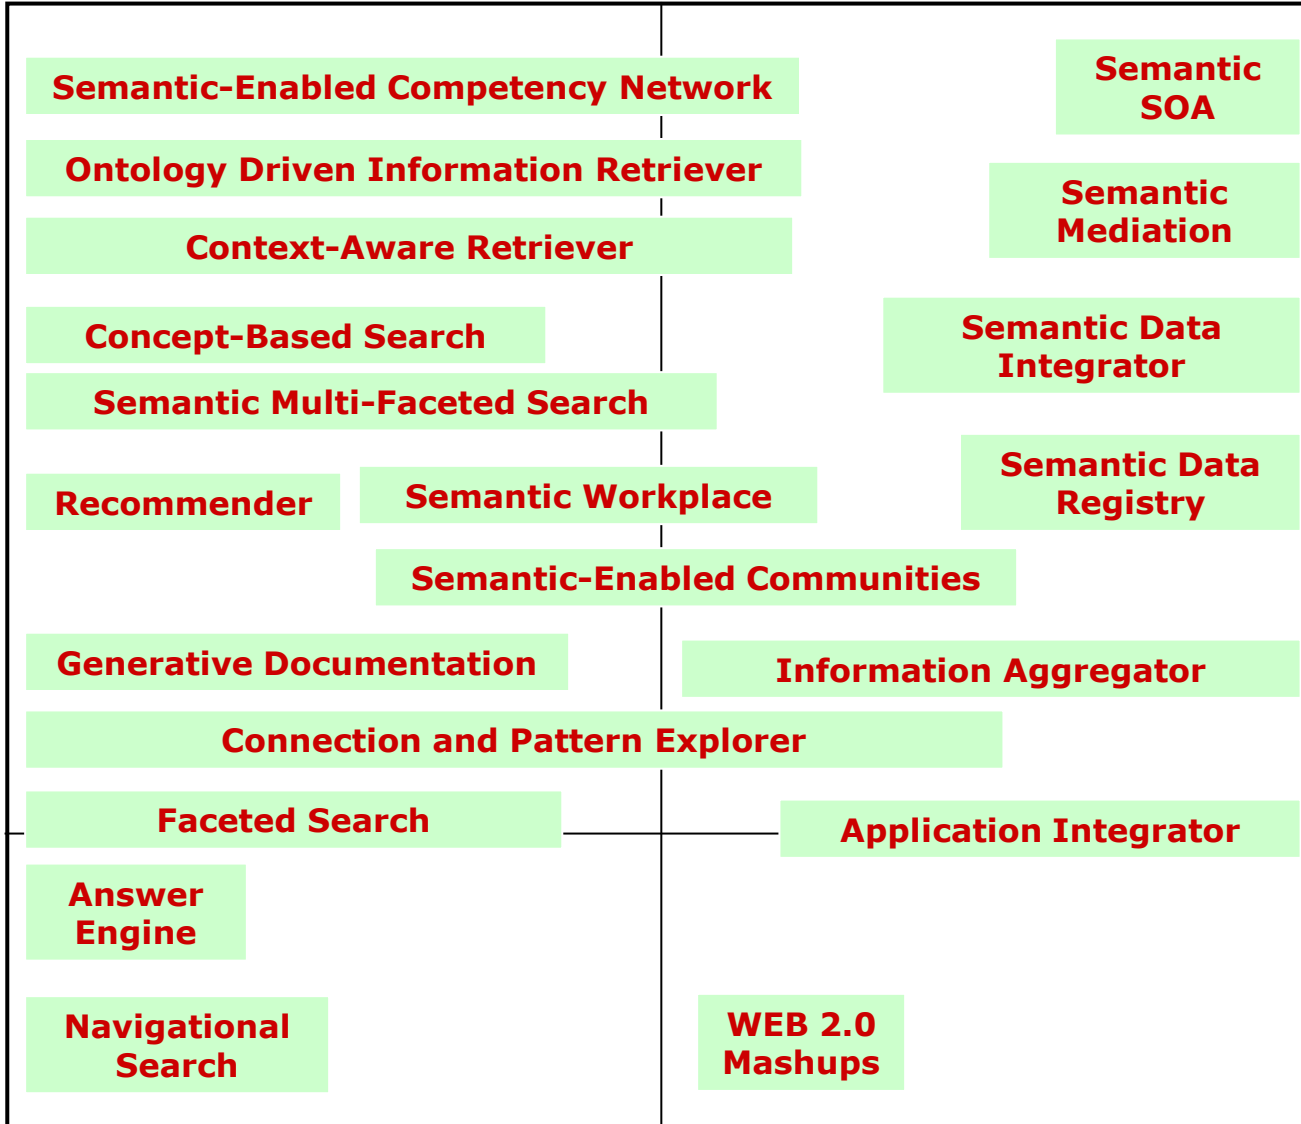 Semantic-Enabled Competency Network
Semantic
SOA
Ontology Driven Information Retriever
Semantic
Mediation
Context-Aware Retriever
Concept-Based Search
Semantic Data
Integrator
Semantic Multi-Faceted Search
Recommender
Semantic Workplace
Semantic Data
Registry
Semantic-Enabled Communities
Generative Documentation
Information Aggregator
Connection and Pattern Explorer
Faceted Search
Application Integrator
Answer
Engine
Navigational
Search
WEB 2.0
Mashups